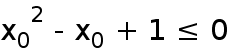 x₀² - x₀ + 1 ≤ 0